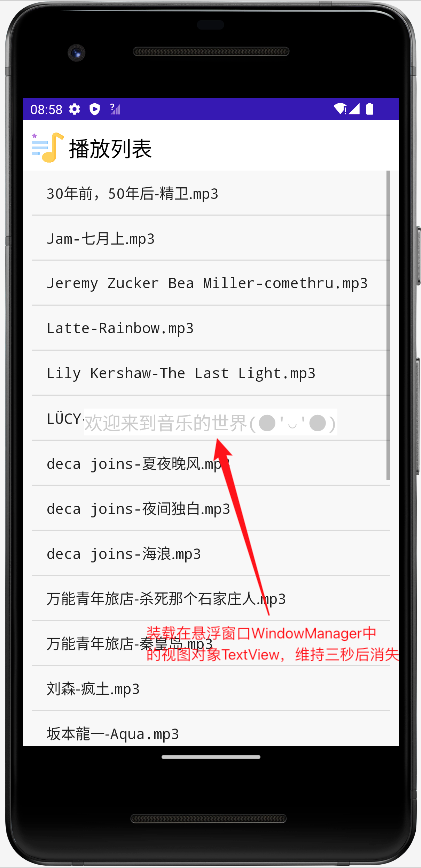 08:58
播放列表
30年前，50年后-精卫.mp3
Jam-七月上.mp3
Jeremy Zucker Bea Miller-comethru.mp3
Latte-Rainbow.mp3
Lily Kershaw-The Last Light.mp3
LÜCY-
欢迎来到音乐的世界(●'◡'●)
deca joins-夏夜晚风.mp3
deca joins-夜间独白.mp3
deca joins-海浪.mp3
万能青年旅店-杀死那个石家庄人.mp3
万能青年旅店-秦皇岛.mp3
装载在悬浮窗口WindowManager中
的视图对象TextView，维持三秒后消失
刘森-疯土.mp3
坂本龍一-Aqua.mp3